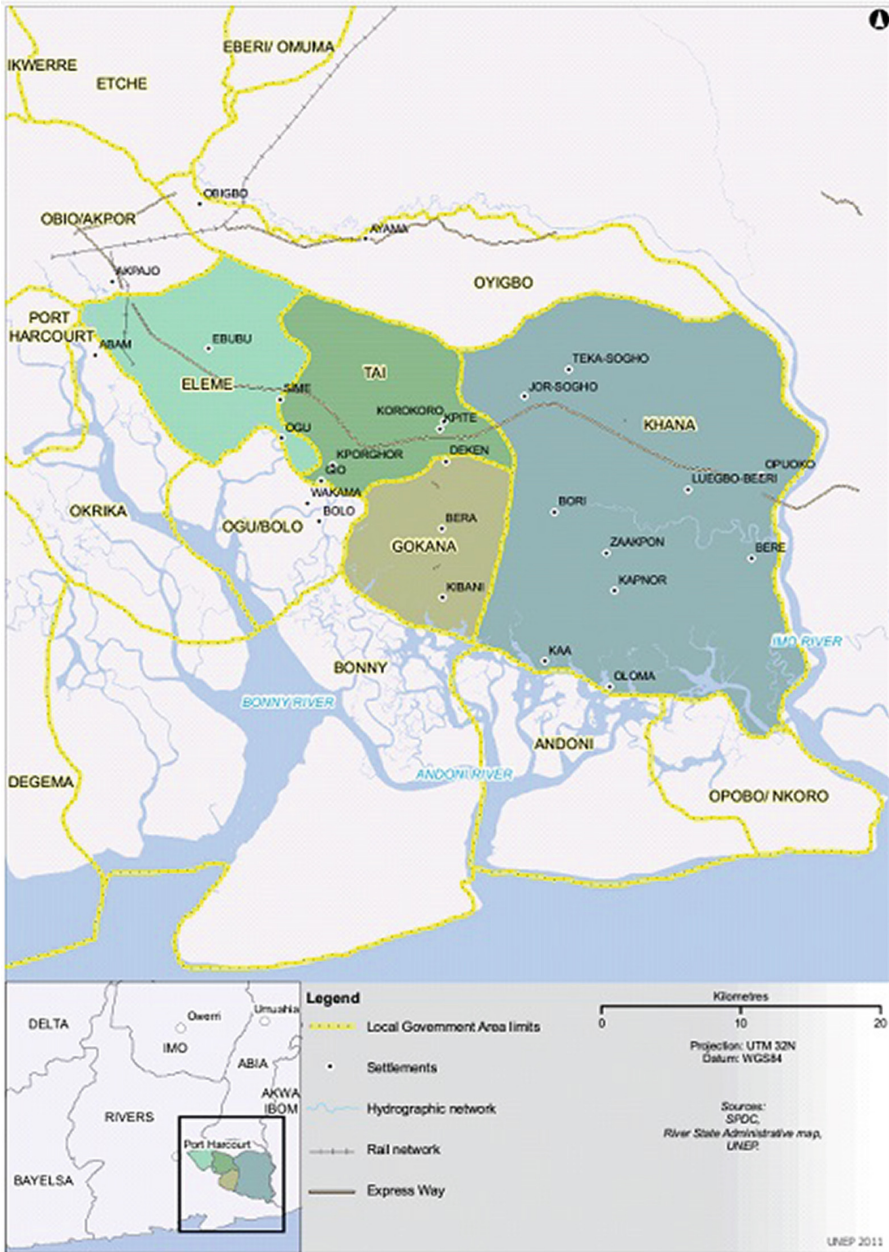 EBERI/ OMUMA
IKWERRE
ETCHE
OBIGBO
OBIO/AKPOR
AYAMA
AKPAJO
OYIGBO
PORT
HARCOURT
ABAM
EBUBU
TEKA-SOGHO
TAI
ELEME
SIME
JOR-SOGHO
KOROKORO
KPITE
KHANA
OGU
DEKEN
KPORGHOR
GIO
OPUOKO
LUEGBO-BEERI
WAKAMA
BOLO
OKRIKA
OGU/BOLO
BORI
BERA
GOKANA
ZAAKPON
BERE
KAPNOR
KIBANI
IMO RIVER
KAA
BONNY
OLOMA
BONNY RIVER
ANDONI
ANDONI RIVER
DEGEMA
OPOBO/ NKORO
DELTA
Owerri
Umuahia
IMO
ABIA
AKWA
IBOM
RIVERS
Port Harcourt
BAYELSA
Legend
Local Government Area limits
Settlements
Hydrographic network
Rail network
Express Way
Kilometres
0 10 20
Projection: UTM 32N
Datum: WGS84
Sources:
SPDC,
River State Administrative map,
UNEP.
UNEP 2011